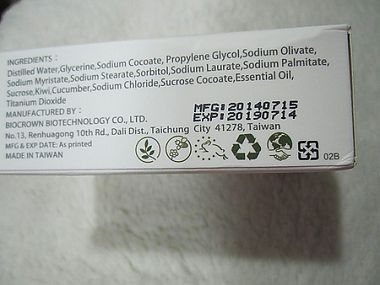 INGREDIENTS：
Distilled Water,Glycerine,Sodium Cocoate, Propylene Glycol,Sodium Olivate,
Sodium Myristate,Sodium Stearate,Sorbitol,Sodium Laurate,Sodium Palmitate,
Sucrose,Kiwi,Cucumber,Sodium Chloride,Sucrose Cocoate,Essential Oil,
Titanium Dioxide
MANUFACTURED BY：
MFG:20140715
BIOCROWN BIOTECHNOLOGY CO., LTD.
EXP:20190714
No.13, Renhuagong 10th Rd., Dali Dist., Taichung City 41278, Taiwan
MFG & EXP DATE: As printed
MADE IN TAIWAN
02B